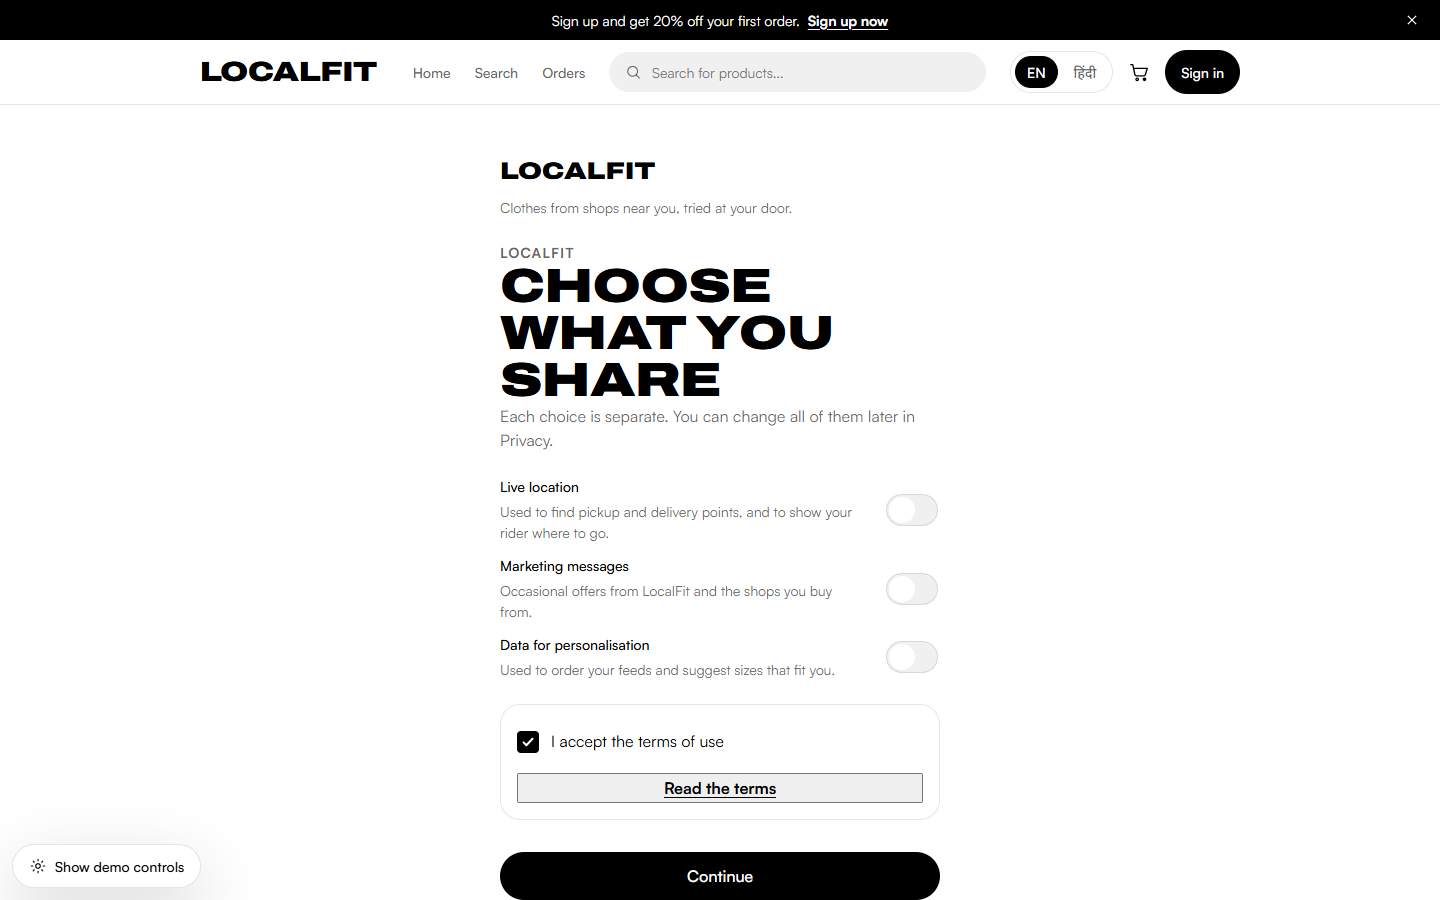 Sign up and get 20% off your first order. Sign up now
LOCALFIT
Home
Search
Orders
Search for products...
EN
हिंदी
Sign in
LOCALFIT
Clothes from shops near you, tried at your door.
LOCALFIT
CHOOSE
WHAT YOU
SHARE
Each choice is separate. You can change all of them later in
Privacy.
Live location
Used to find pickup and delivery points, and to show your
rider where to go.
Marketing messages
Occasional offers from LocalFit and the shops you buy
from.
Data for personalisation
Used to order your feeds and suggest sizes that fit you.
I accept the terms of use
Read the terms
Show demo controls
Continue